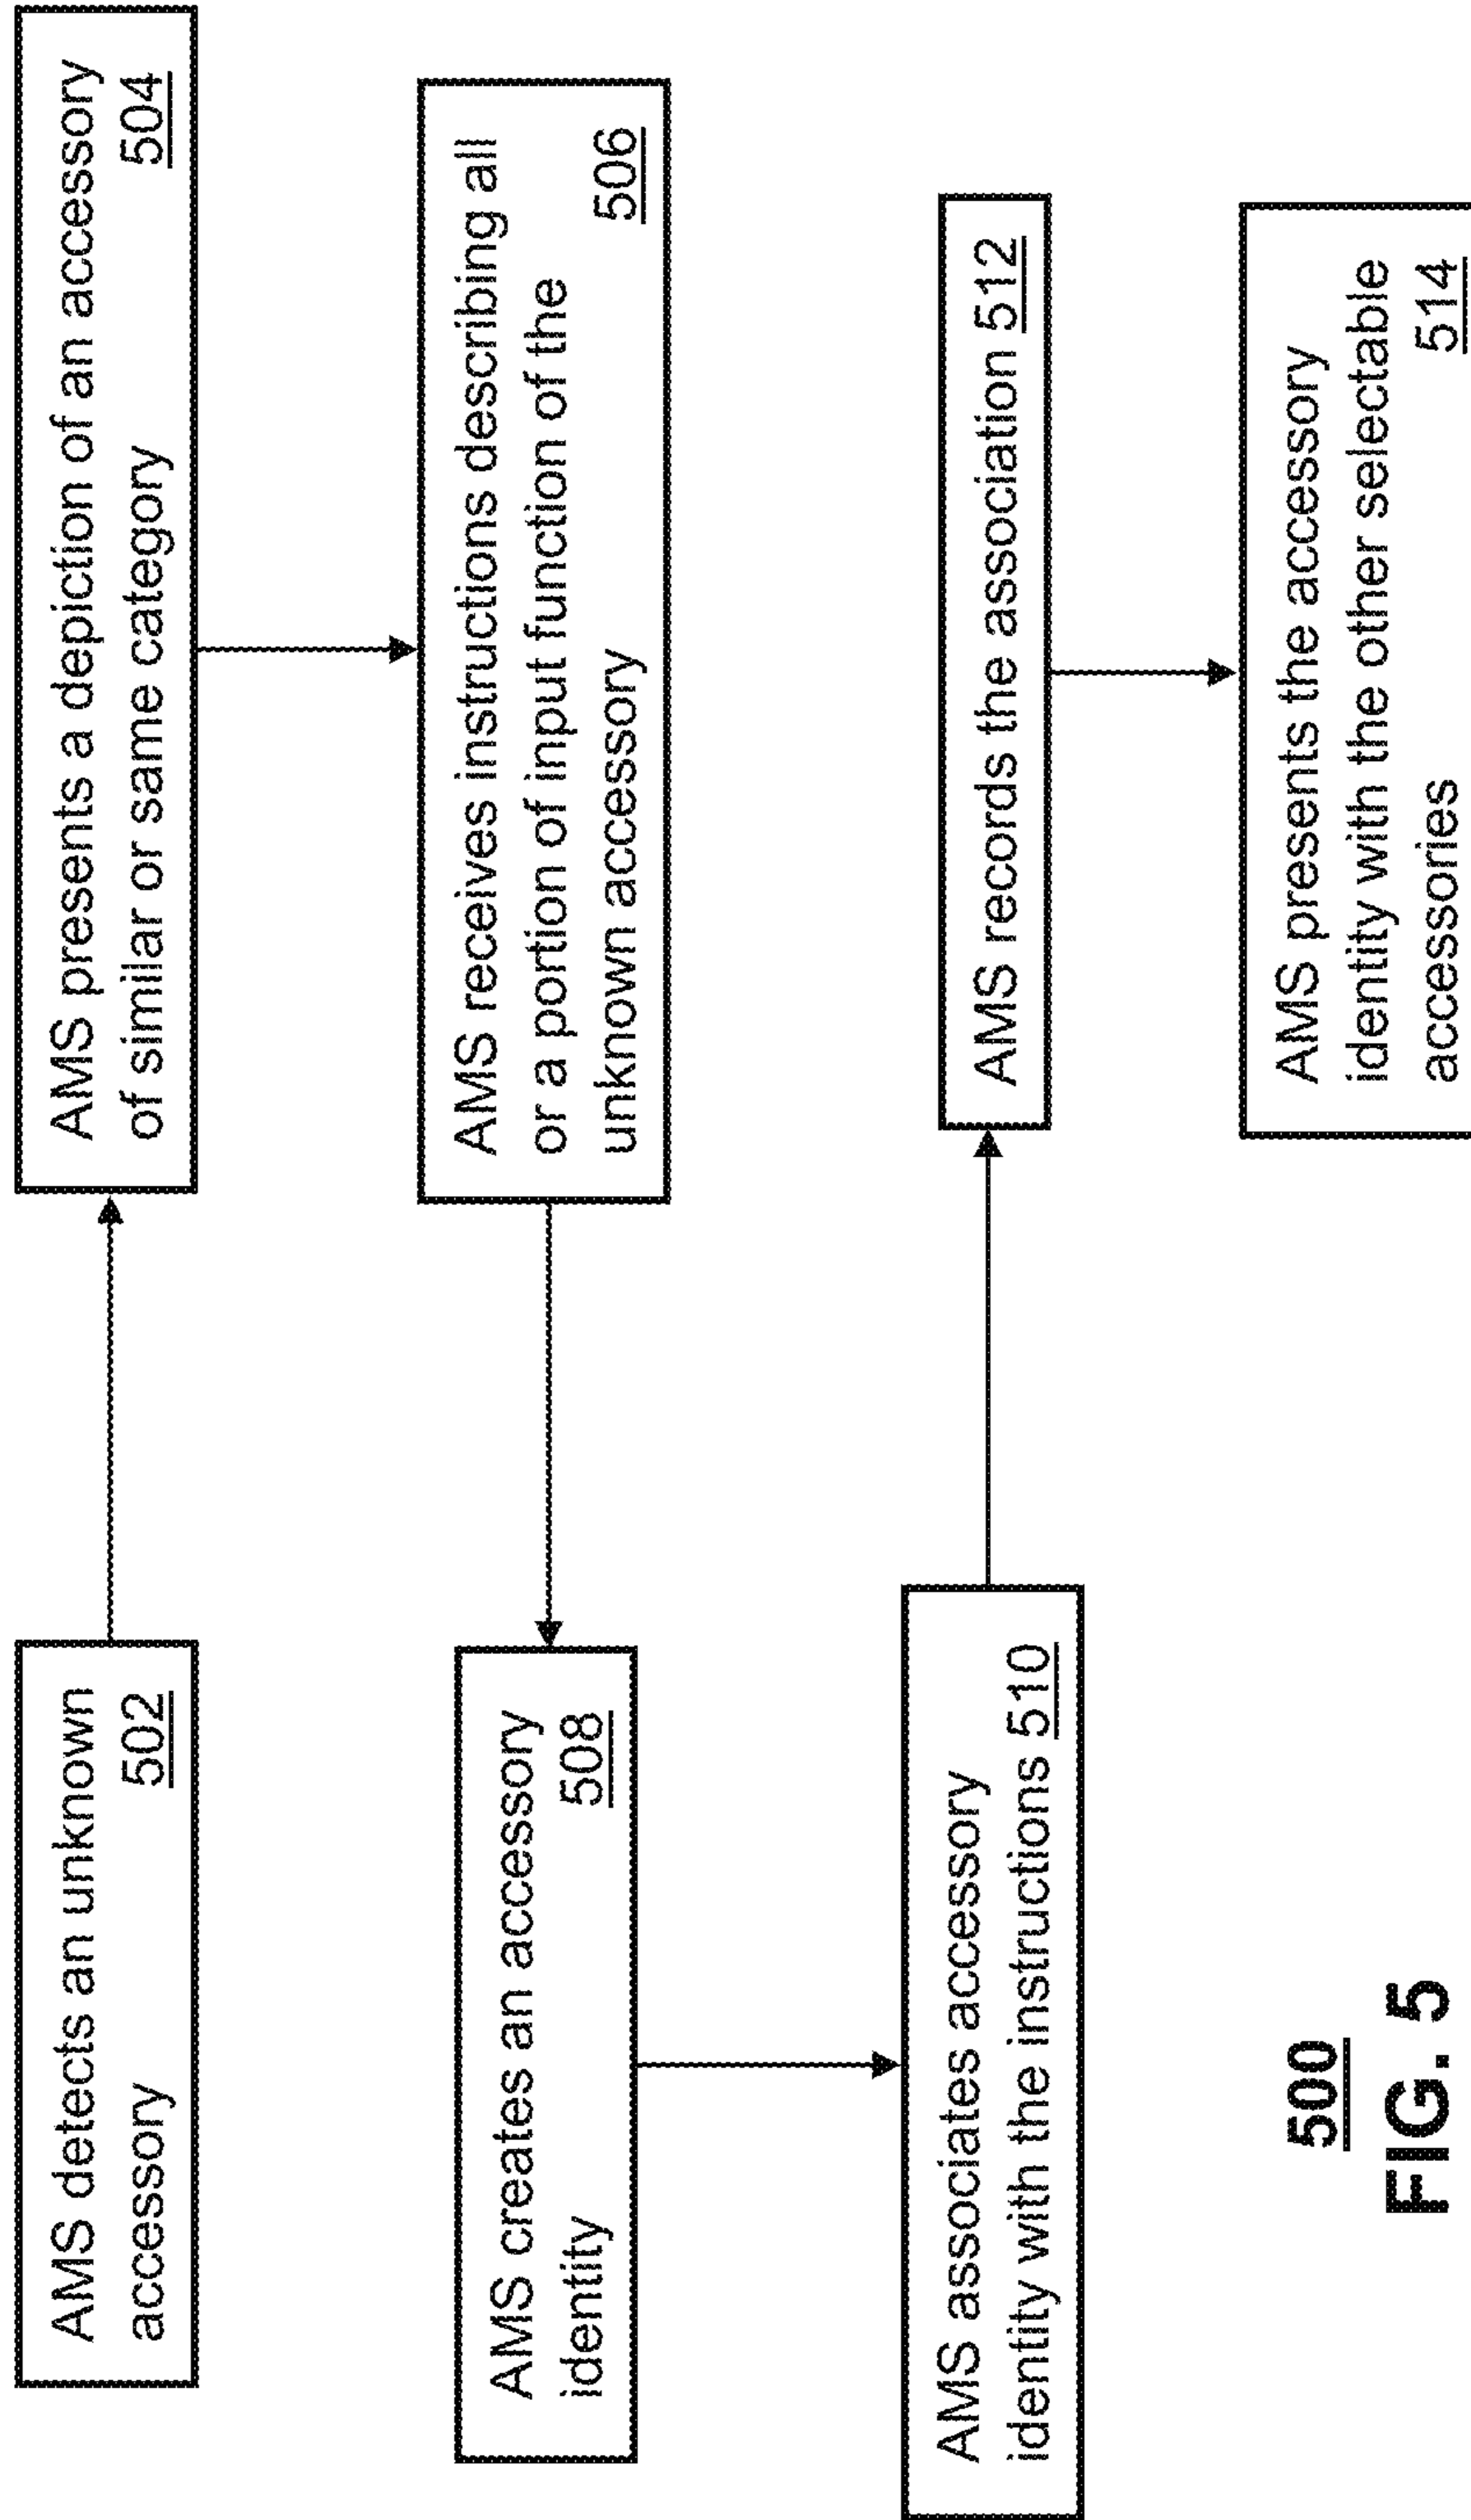 AMS detects an unknown
accessory 502
AMS presents a depiction of an accessory
of similar or same category 504
AMS receives instructions describing all
or a portion of input function of the
unknown accessory 506
AMS creates an accessory
identity 508
AMS associates accessory
identity with the instructions 510
AMS records the association 512
AMS presents the accessory
identity with the other selectable
accessories 514
500
FIG. 5